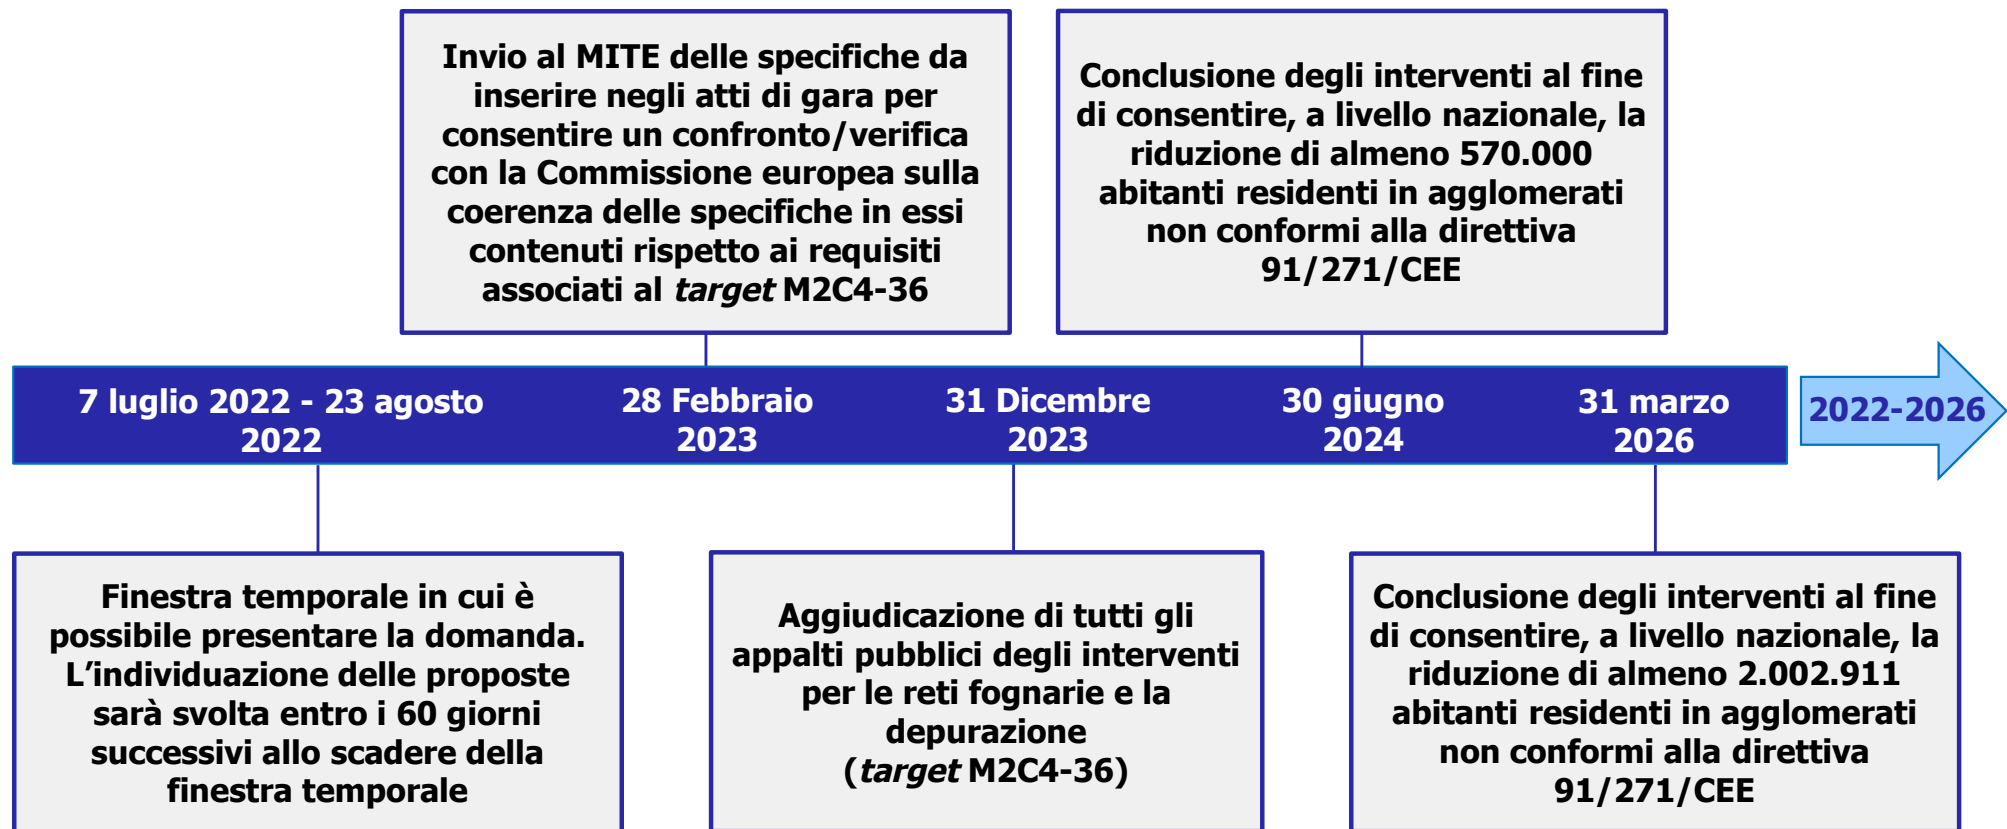 Invio al MITE delle specifiche da
inserire negli atti di gara per
consentire un confronto/verifica
con la Commissione europea sulla
coerenza delle specifiche in essi
contenuti rispetto ai requisiti
associati al target M2C4-36
Conclusione degli interventi al fine
di consentire, a livello nazionale, la
riduzione di almeno 570.000
abitanti residenti in agglomerati
non conformi alla direttiva
91/271/CEE
7 luglio 2022 - 23 agosto
2022
28 Febbraio
2023
31 Dicembre
2023
30 giugno
2024
31 marzo
2026
2022-2026
Finestra temporale in cui è
possibile presentare la domanda.
L’individuazione delle proposte
sarà svolta entro i 60 giorni
successivi allo scadere della
finestra temporale
Aggiudicazione di tutti gli
appalti pubblici degli interventi
per le reti fognarie e la
depurazione
(target M2C4-36)
Conclusione degli interventi al fine
di consentire, a livello nazionale, la
riduzione di almeno 2.002.911
abitanti residenti in agglomerati
non conformi alla direttiva
91/271/CEE